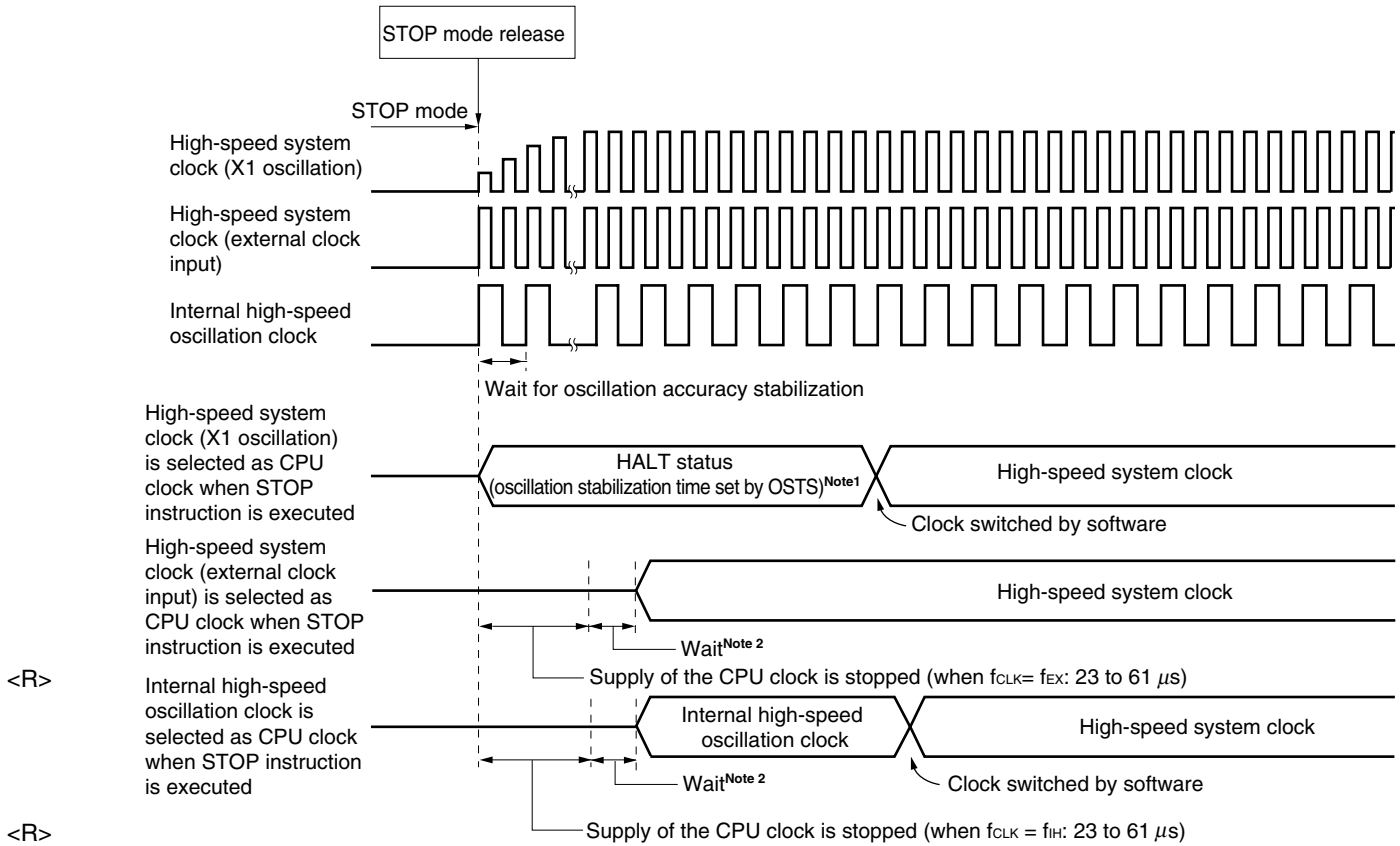 STOP mode release
STOP mode
High-speed system
clock (X1 oscillation)
High-speed system
clock (external clock
input)
Internal high-speed
oscillation clock
Wait for oscillation accuracy stabilization
High-speed system
clock (X1 oscillation)
is selected as CPU
clock when STOP
instruction is executed
HALT status
(oscillation stabilization time set by OSTS)Note1
High-speed system clock
Clock switched by software
High-speed system
clock (external clock
input) is selected as
CPU clock when STOP
instruction is executed
High-speed system clock
WaitNote 2
<R>
Supply of the CPU clock is stopped (when fCLK= fEX: 23 to 61 μs)
Internal high-speed
oscillation clock is
selected as CPU clock
when STOP instruction
is executed
Internal high-speed
oscillation clock
High-speed system clock
WaitNote 2
Clock switched by software
<R>
Supply of the CPU clock is stopped (when fCLK = fIH: 23 to 61 μs)